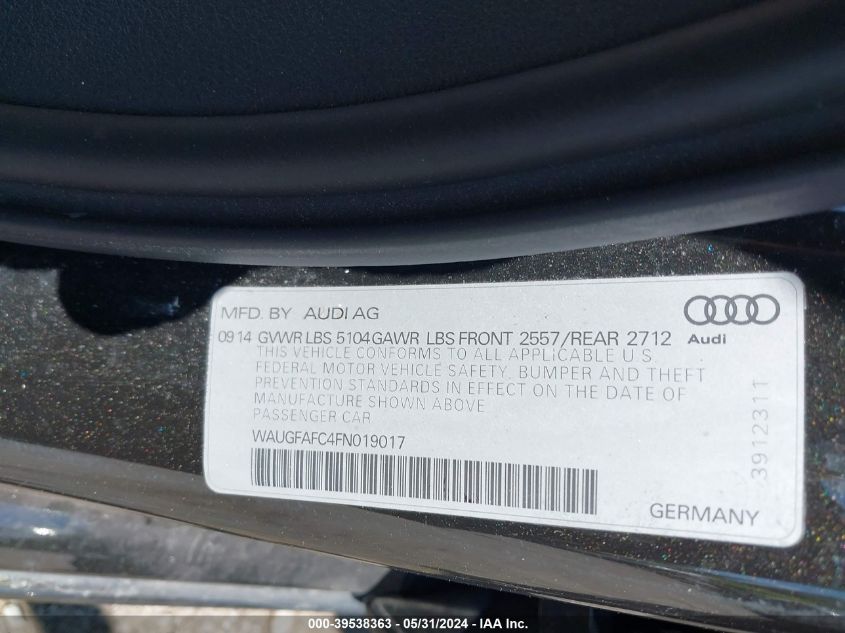 MFD. BY AUDI AG
0914 GVWR LBS 5104 GAWR LBS FRONT 2557/REAR 2712
Audi
THIS VEHICLE CONFORMS TO ALL APPLICABLE U.S.
FEDERAL MOTOR VEHICLE SAFETY, BUMPER AND THEFT
PREVENTION STANDARDS IN EFFECT ON THE DATE OF
MANUFACTURE SHOWN ABOVE
PASSENGER CAR
WAUGFAFC4FN019017
3912311
GERMANY
000-39538363 - 05/31/2024 - IAA Inc.